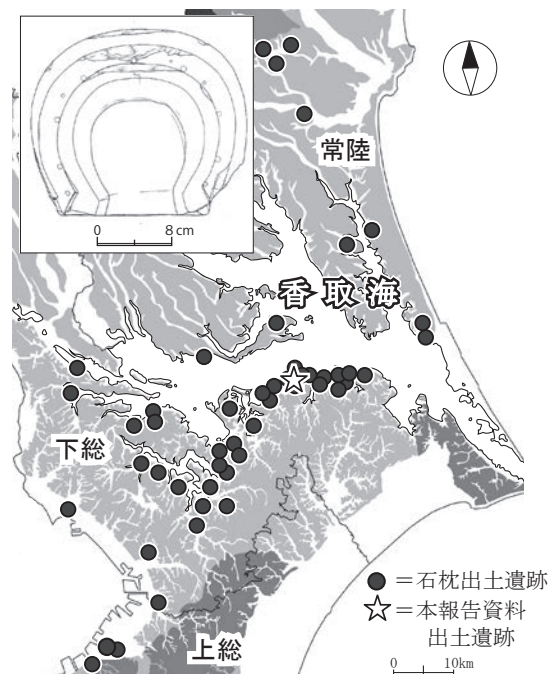 0 8 cm
常陸
香取海
下総
上総
●＝石枕出土遺跡
☆＝本報告資料
出土遺跡
0 10km